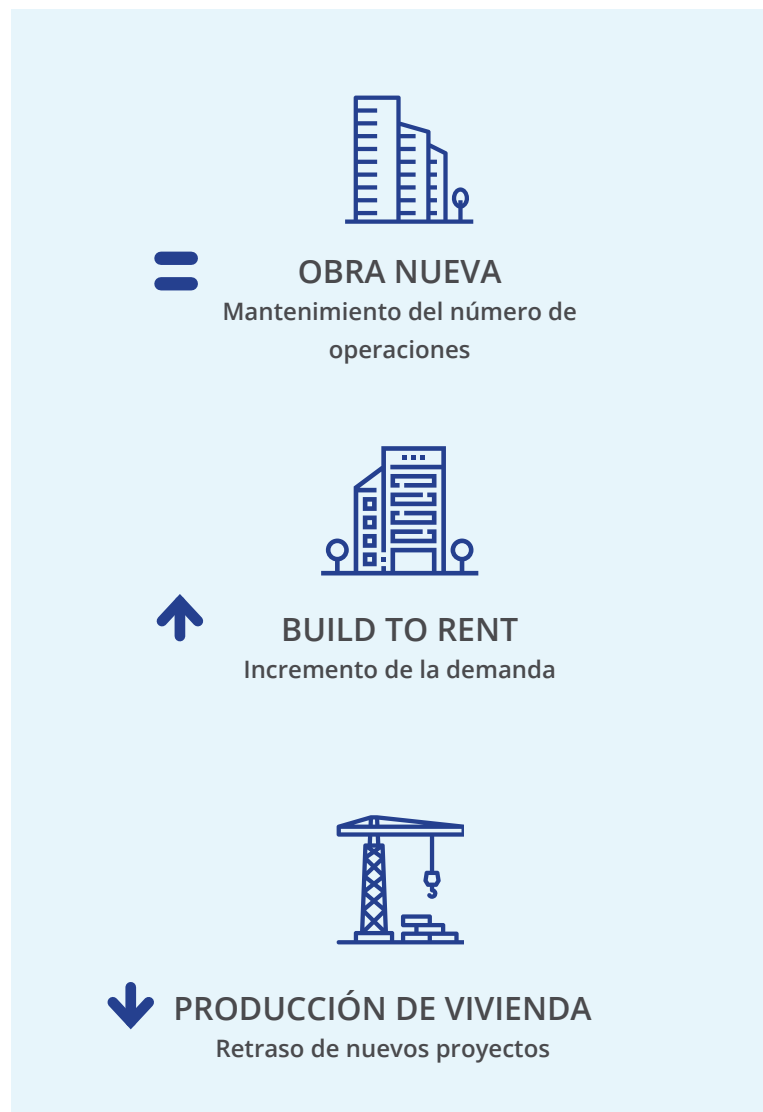 OBRA NUEVA
Mantenimiento del número de
operaciones
BUILD TO RENT
Incremento de la demanda
PRODUCCIÓN DE VIVIENDA
Retraso de nuevos proyectos